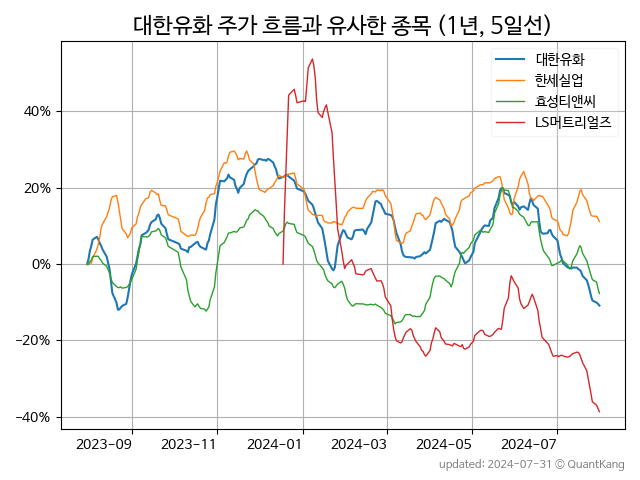 대한유화 주가 흐름과 유사한 종목 (1년, 5일선)
대한유화
한세실업
효성티앤씨
LS머트리얼즈
40%
20%
0%
−20%
−40%
2023-09
2023-11
2024-01
2024-03
2024-05
2024-07
updated: 2024-07-31 © QuantKang